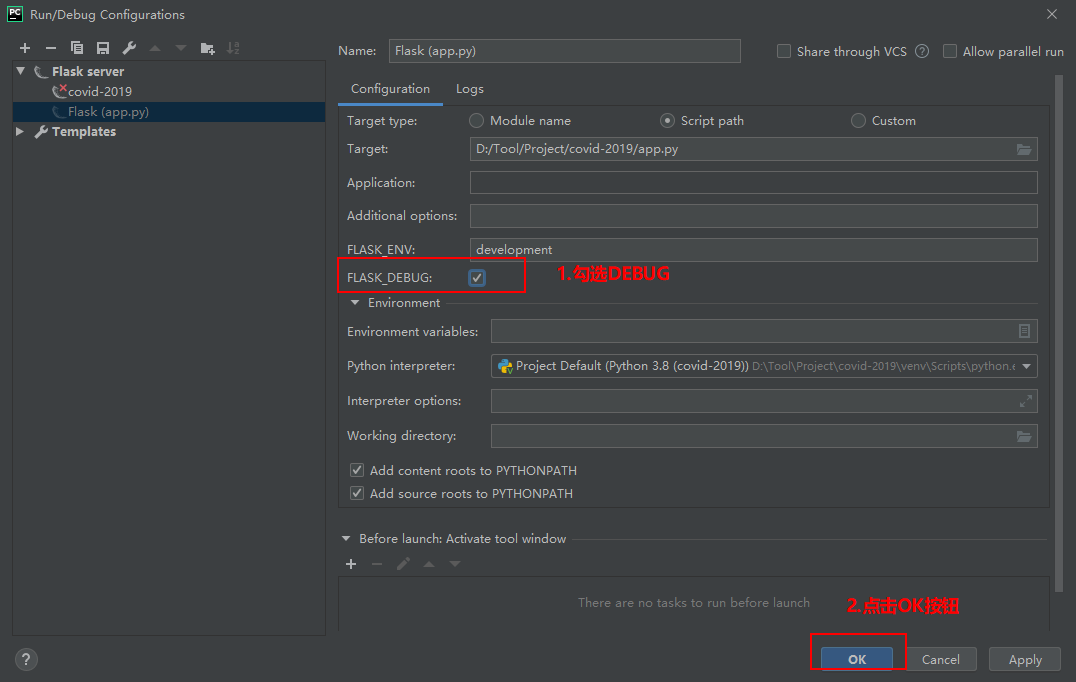 PC Run/Debug Configurations
Name: Flask (app.py) Share through VCS ? Allow parallel run
Flask server
covid-2019
Flask (app.py)
Templates
Configuration Logs
Target type: Module name Script path Custom
Target: D:/Tool/Project/covid-2019/app.py
Application:
Additional options:
FLASK_ENV: development
FLASK_DEBUG: 1.勾选DEBUG
Environment
Environment variables:
Python interpreter: Project Default (Python 3.8 (covid-2019)) D:\Tool\Project\covid-2019\venv\Scripts\python.e
Interpreter options:
Working directory:
Add content roots to PYTHONPATH
Add source roots to PYTHONPATH
Before launch: Activate tool window
There are no tasks to run before launch
2.点击OK按钮
? OK Cancel Apply